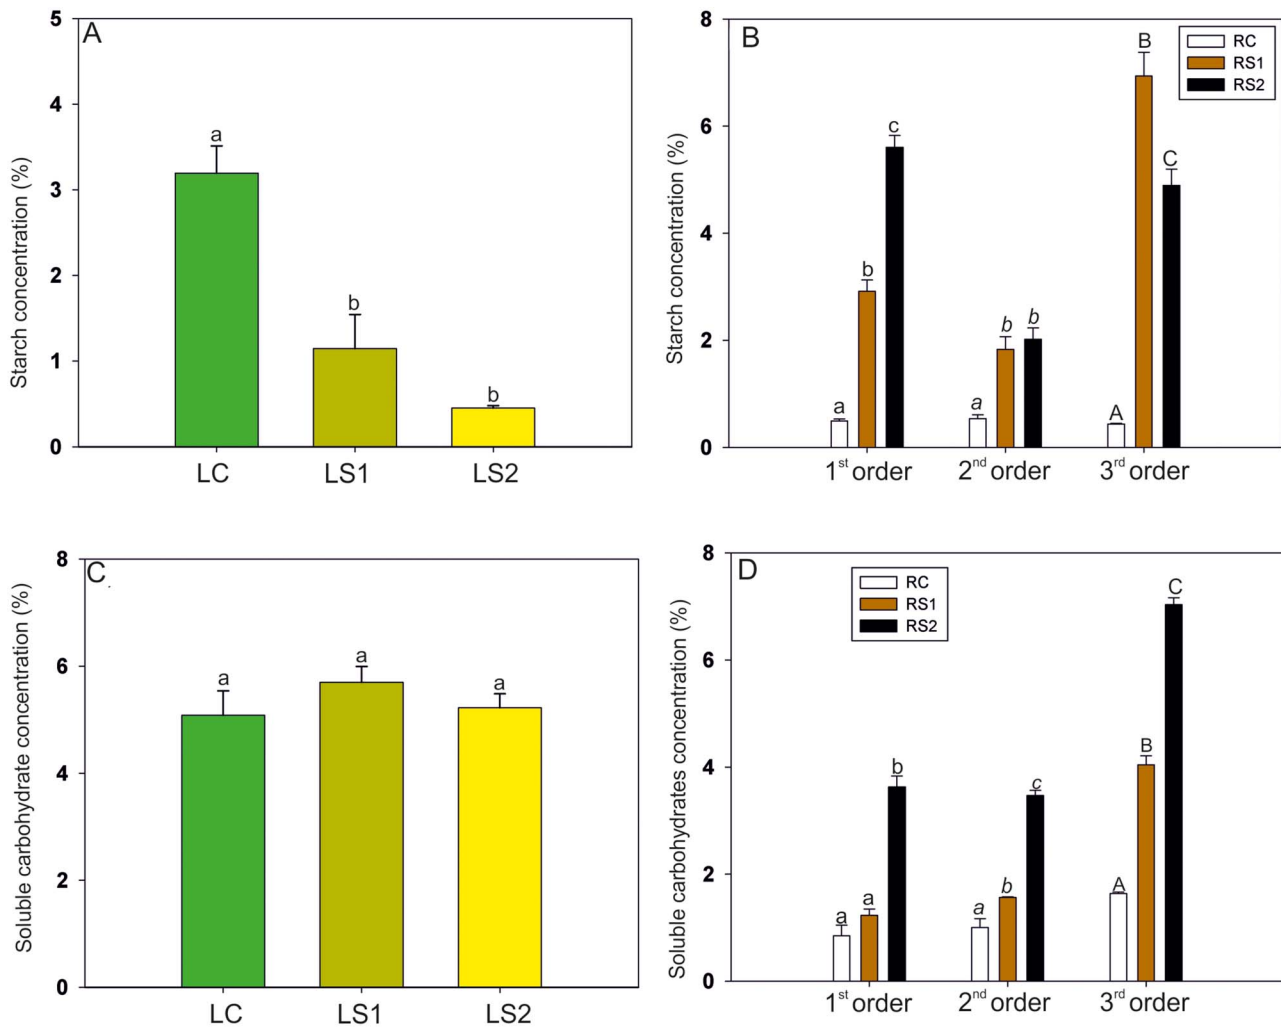 A
Starch concentration (%)
5
4
3
2
1
0
a
b
b
LC LS1 LS2
B
Starch concentration (%)
8
6
4
2
0
RC
RS1
RS2
a b c
a b b
A B C
1st order 2nd order 3rd order
C
Soluble carbohydrate concentration (%)
8
6
4
2
0
a a a
LC LS1 LS2
D
Soluble carbohydrates concentration (%)
8
6
4
2
0
RC
RS1
RS2
a a b
a b c
A B C
1st order 2nd order 3rd order